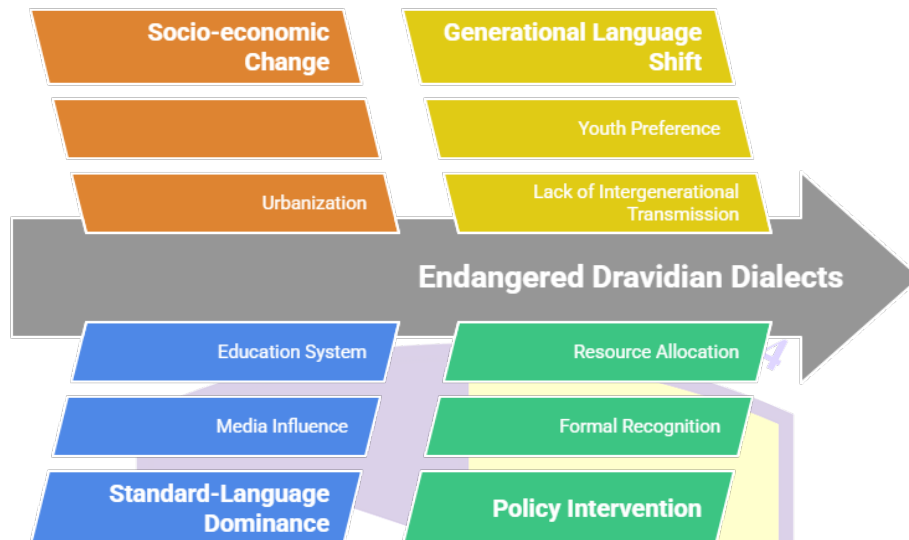 Socio-economic
Change
Generational Language
Shift
Youth Preference
Urbanization
Lack of Intergenerational
Transmission
Endangered Dravidian Dialects
Education System
Resource Allocation
4
Media Influence
Formal Recognition
Standard-Language
Dominance
Policy Intervention